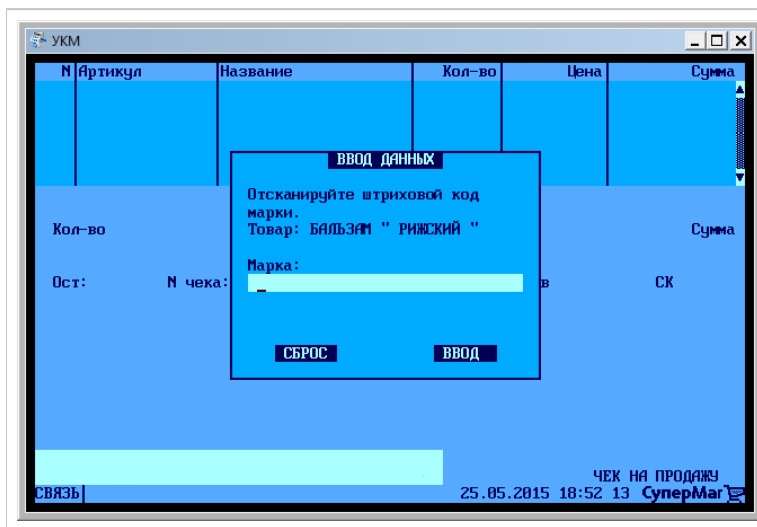 УКМ
N Артикул Название Кол-во Цена Сумма
ВВОД ДАННЫХ
Отсканируйте штриховой код
марки.
Товар: БАЛЬЗАМ " РИЖСКИЙ "
Кол-во Сумма
Марка:
Ост: N чека: в СК
СБРОС ВВОД
ЧЕК НА ПРОДАЖУ
СВЯЗЬ 25.05.2015 18:52 13 СуперМаг